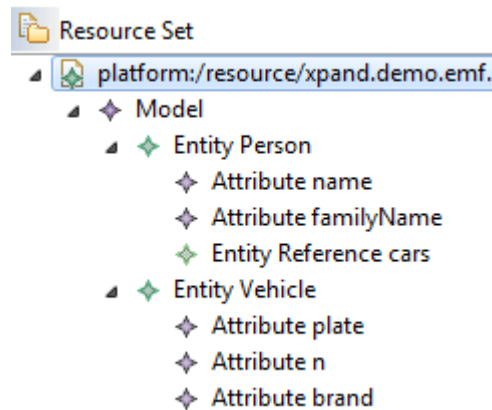 Resource Set
platform:/resource/xpand.demo.emf.
Model
Entity Person
Attribute name
Attribute familyName
Entity Reference cars
Entity Vehicle
Attribute plate
Attribute n
Attribute brand